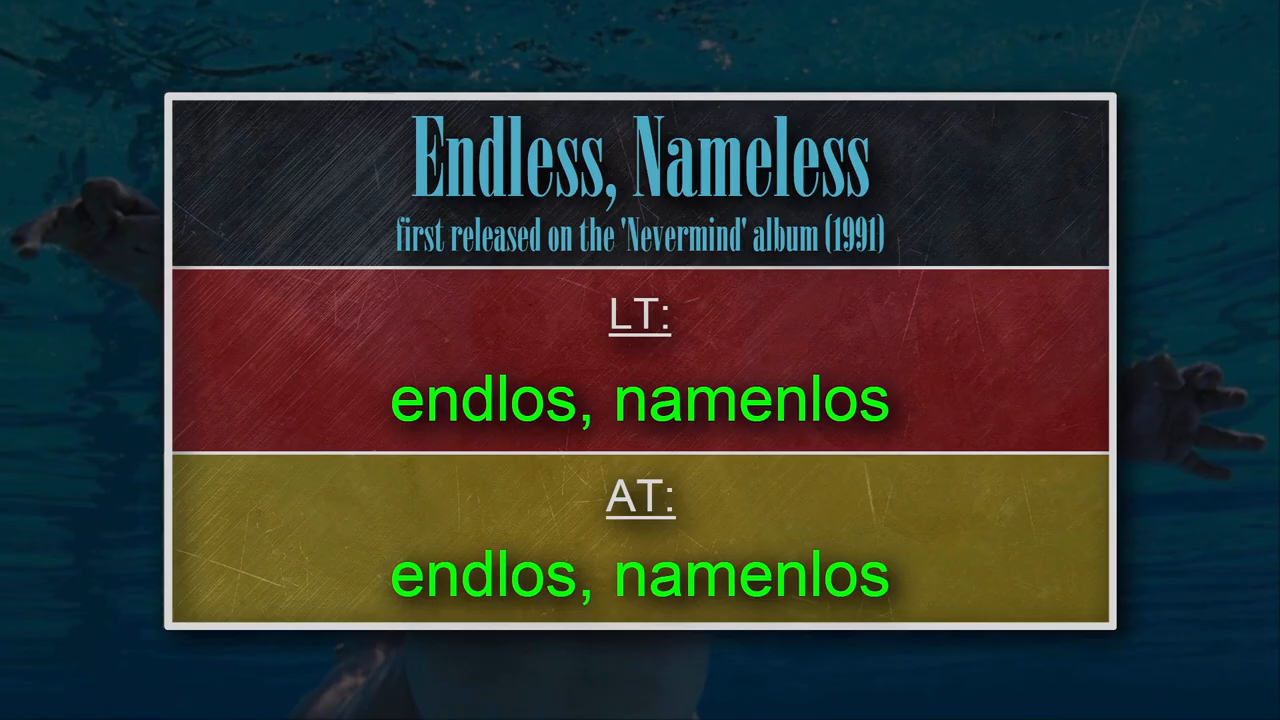 Endless, Nameless
first released on the 'Nevermind' album (1991)
LT:
endlos, namenlos
AT:
endlos, namenlos